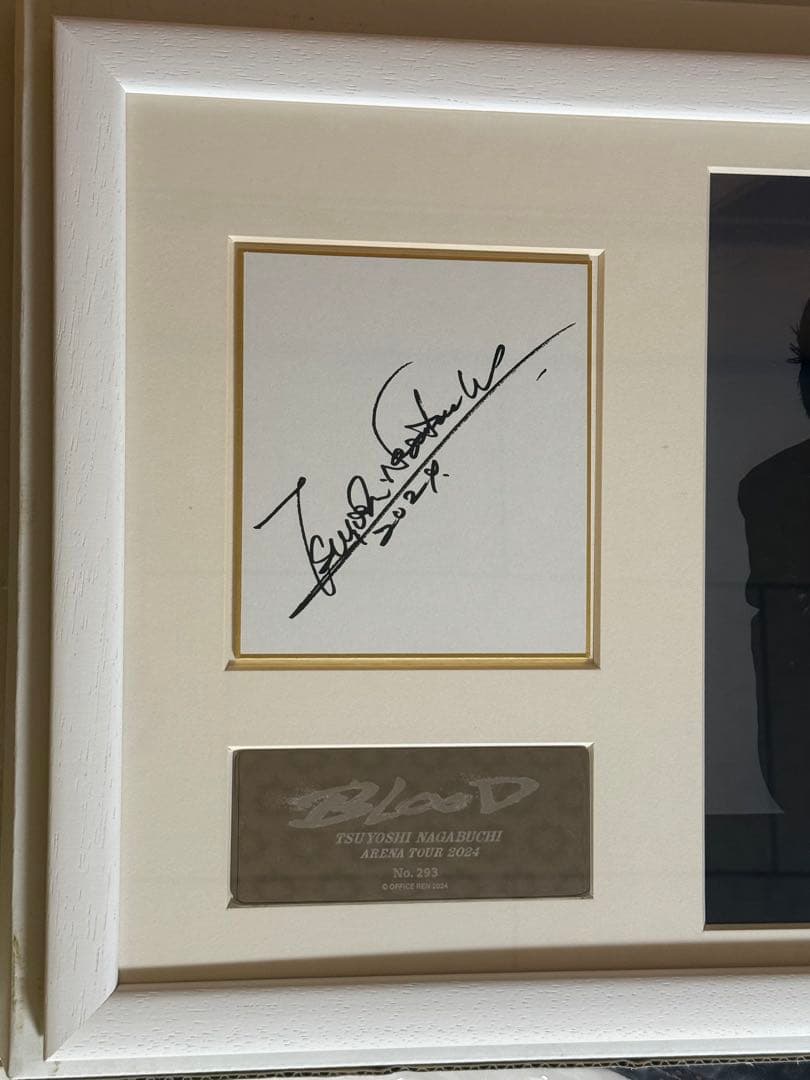 Tsuyoshi Nagabuchi
2024.
BLOOD
TSUYOSHI NAGABUCHI
ARENA TOUR 2024
No. 293
© OFFICE REN 2024